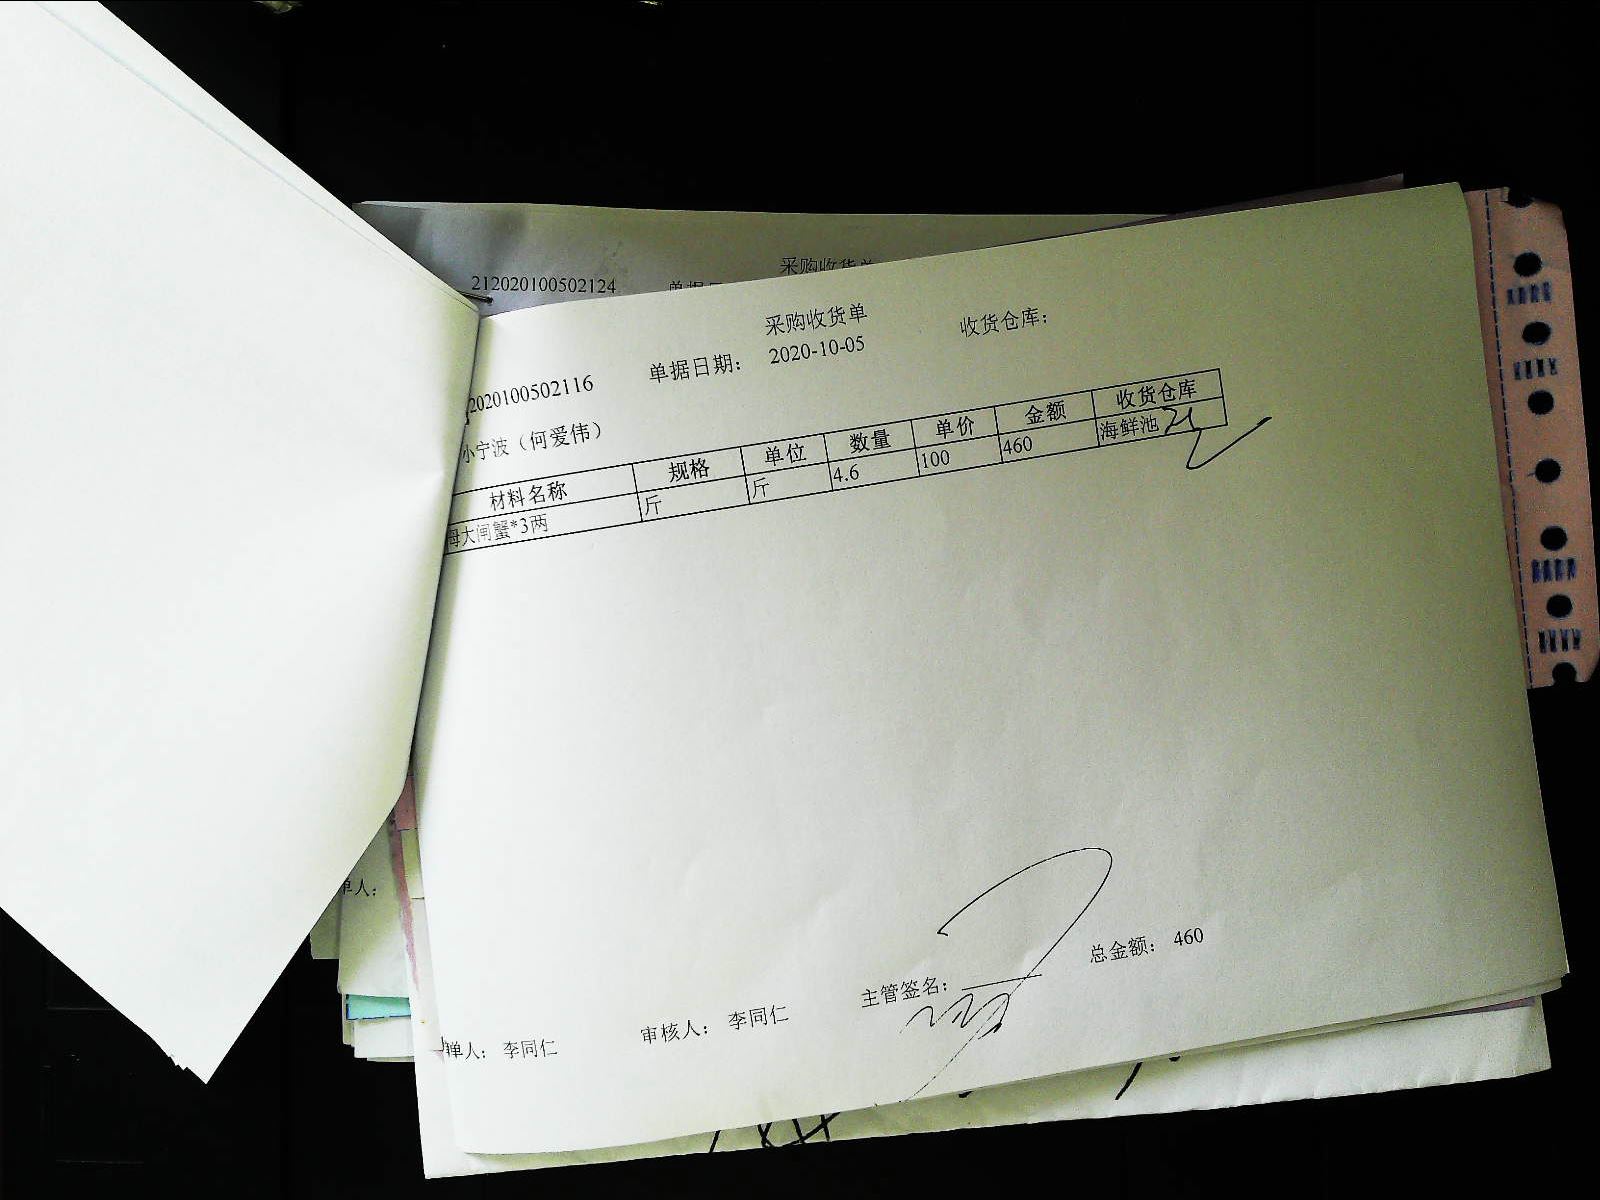 采购收货单
212020100502124
采购收货单
收货仓库：
2020100502116 单据日期： 2020-10-05
小宁波（何爱伟）
材料名称 规格 单位 数量 单价 金额 收货仓库
母大闸蟹*3两 斤 斤 4.6 100 460 海鲜池
单人：
总金额： 460
单人： 李同仁 审核人： 李同仁 主管签名：